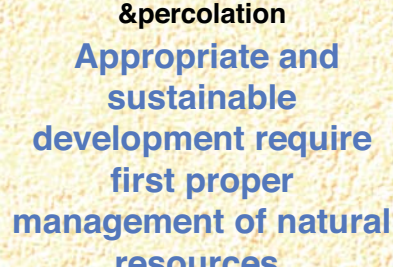 &percolation
Appropriate and
sustainable
development require
first proper
management of natural
resources